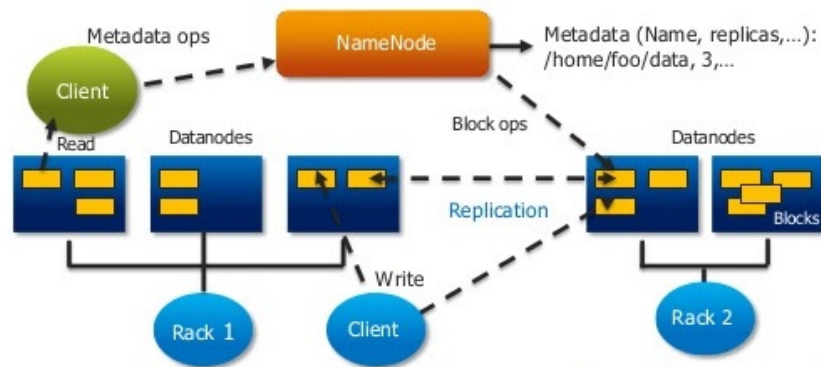 Metadata ops
NameNode
Metadata (Name, replicas,...):
/home/foo/data, 3,...
Client
Read
Datanodes
Block ops
Datanodes
Replication
Blocks
Write
Rack 1
Client
Rack 2